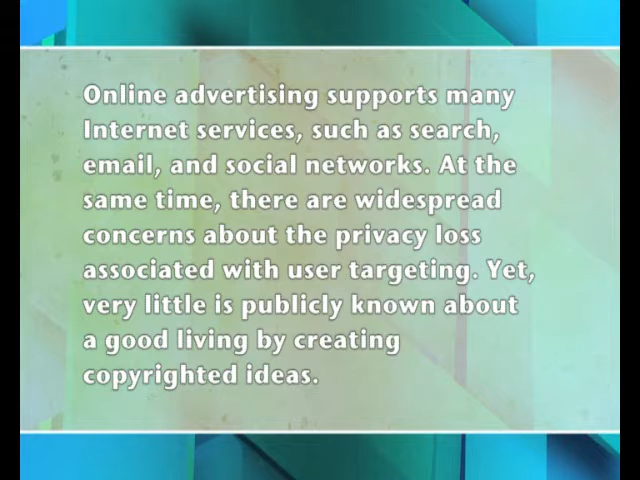 Online advertising supports many
Internet services, such as search,
email, and social networks. At the
same time, there are widespread
concerns about the privacy loss
associated with user targeting. Yet,
very little is publicly known about
a good living by creating
copyrighted ideas.